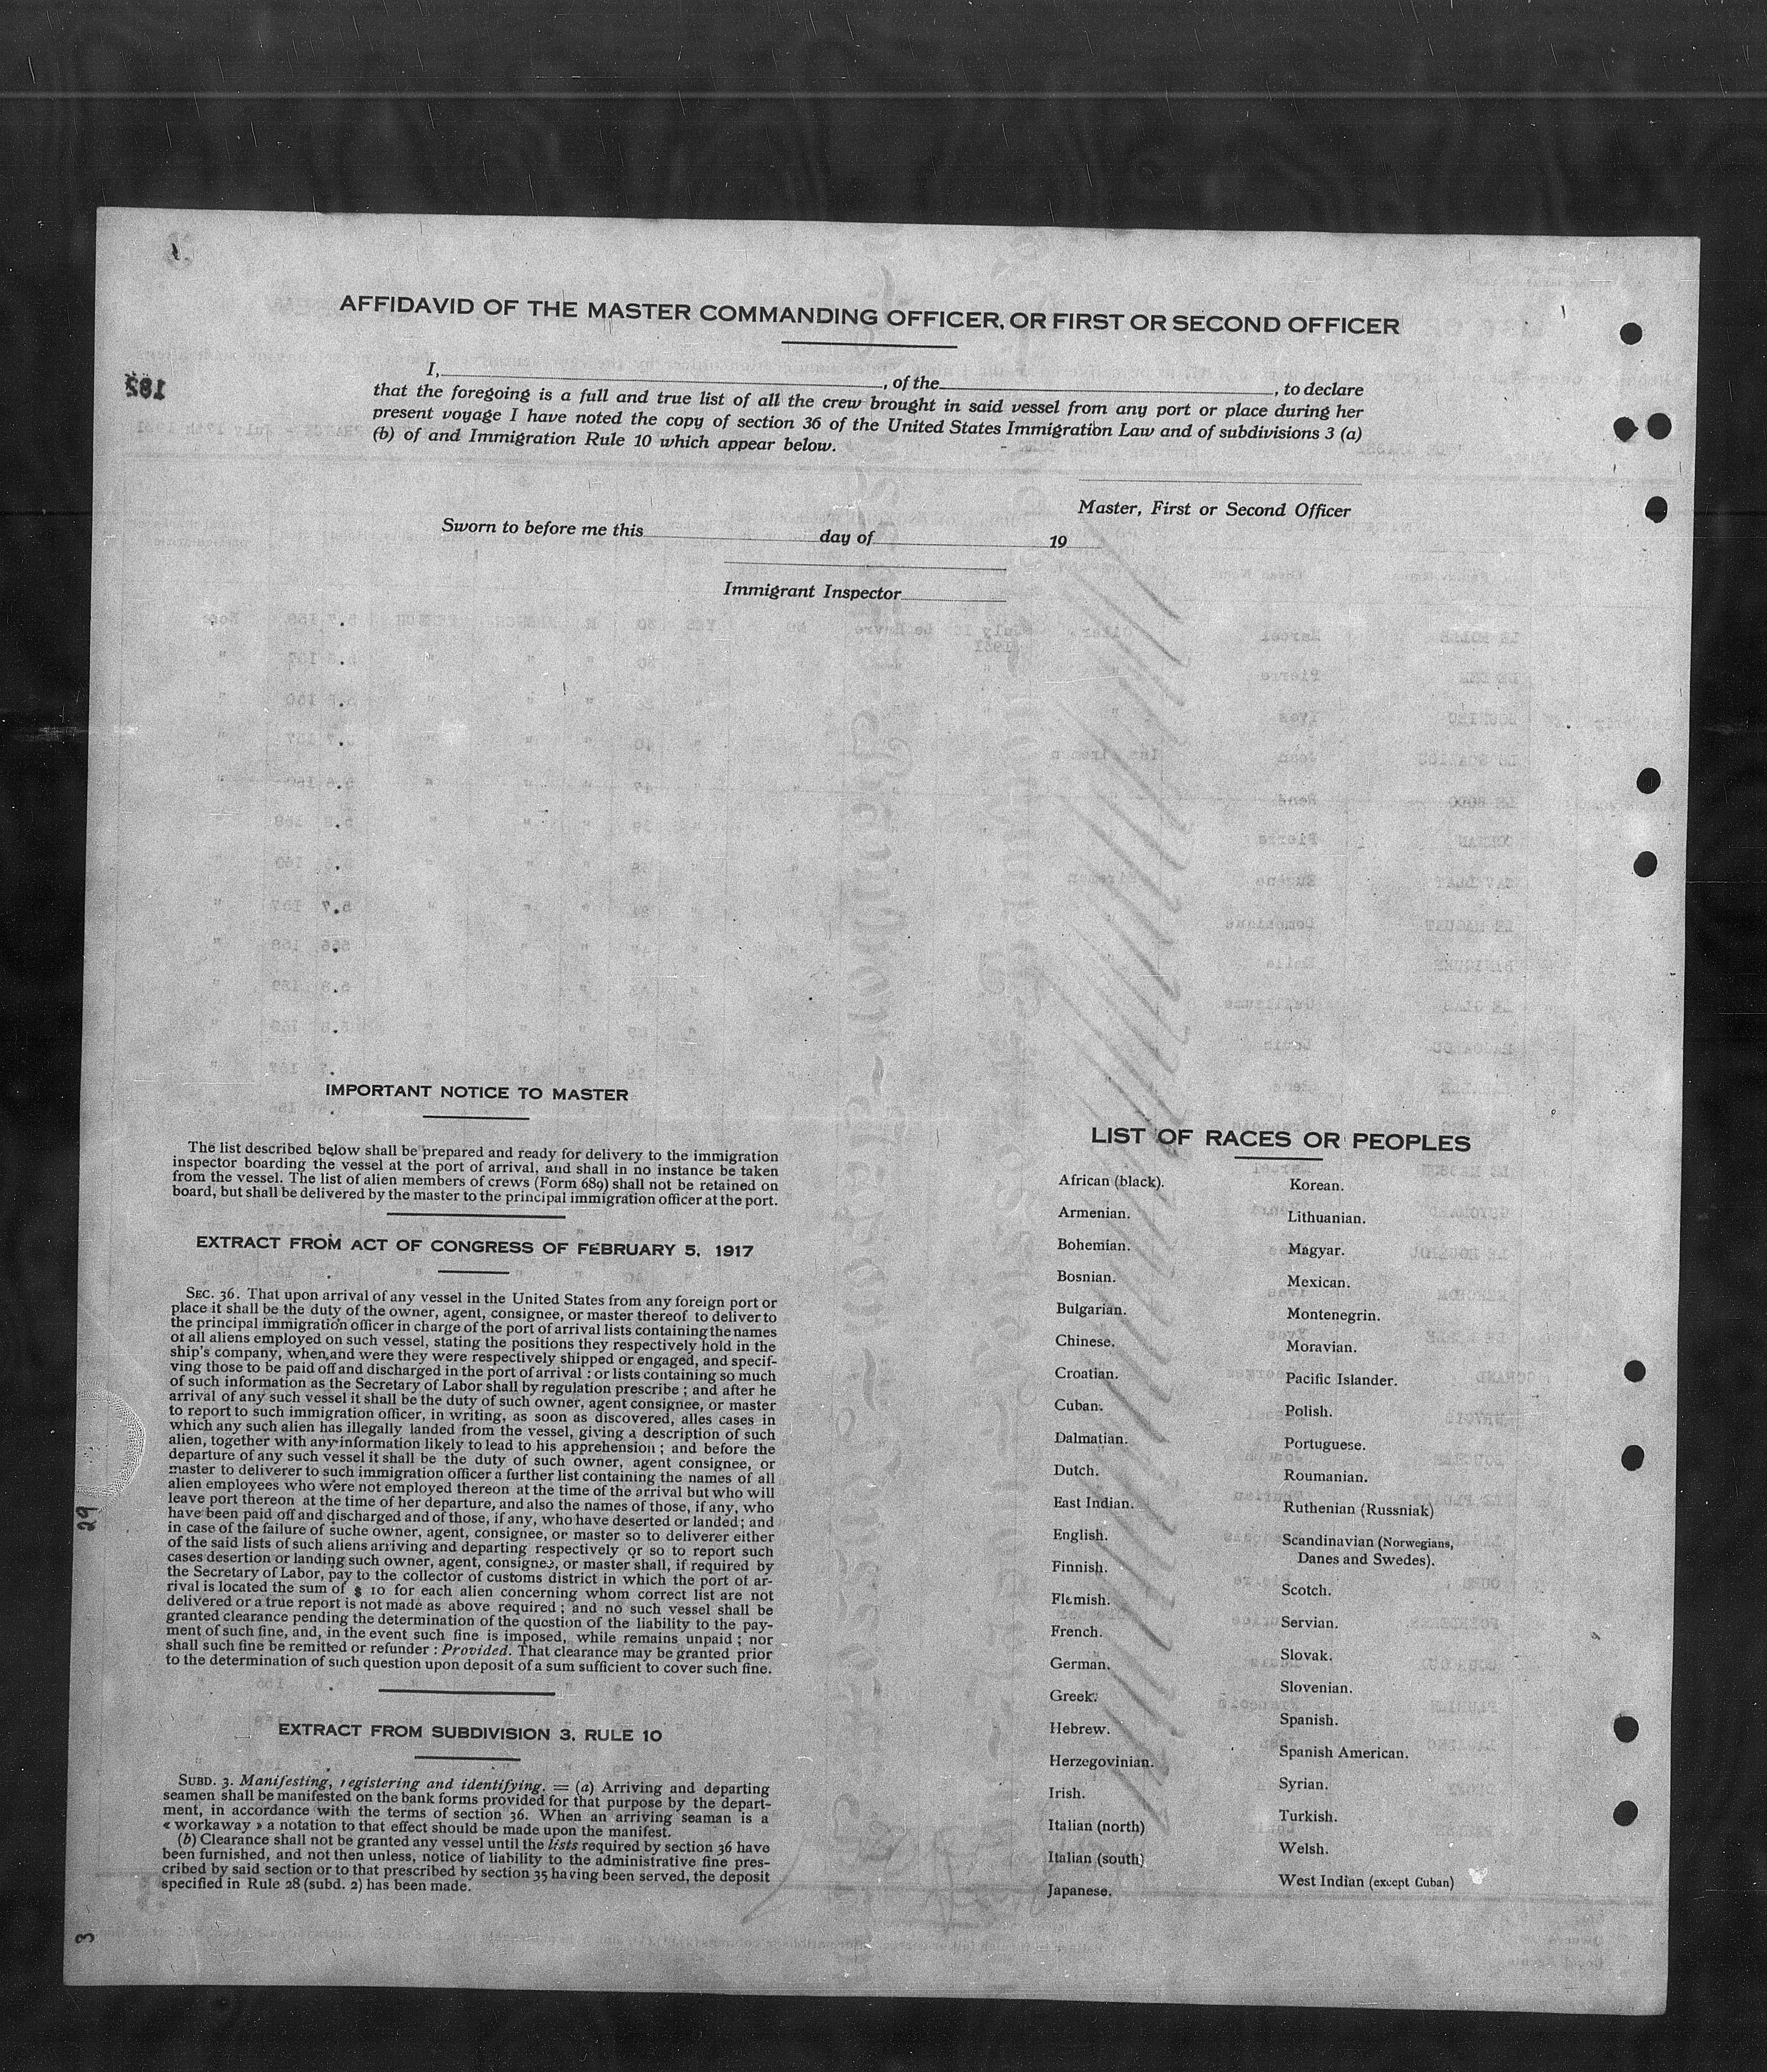 AFFIDAVID OF THE MASTER COMMANDING OFFICER, OR FIRST OR SECOND OFFICER
182
I, , of the , to declare
that the foregoing is a full and true list of all the crew brought in said vessel from any port or place during her
present voyage I have noted the copy of section 36 of the United States Immigration Law and of subdivisions 3 (a)
(b) of and Immigration Rule 10 which appear below.
Master, First or Second Officer
Sworn to before me this day of 19
Immigrant Inspector
IMPORTANT NOTICE TO MASTER
The list described below shall be prepared and ready for delivery to the immigration
inspector boarding the vessel at the port of arrival, and shall in no instance be taken
from the vessel. The list of alien members of crews (Form 689) shall not be retained on
board, but shall be delivered by the master to the principal immigration officer at the port.
EXTRACT FROM ACT OF CONGRESS OF FEBRUARY 5, 1917
SEC. 36. That upon arrival of any vessel in the United States from any foreign port or
place it shall be the duty of the owner, agent, consignee, or master thereof to deliver to
the principal immigration officer in charge of the port of arrival lists containing the names
of all aliens employed on such vessel, stating the positions they respectively hold in the
ship's company, when and were they were respectively shipped or engaged, and specif-
ving those to be paid off and discharged in the port of arrival : or lists containing so much
of such information as the Secretary of Labor shall by regulation prescribe ; and after he
arrival of any such vessel it shall be the duty of such owner, agent consignee, or master
to report to such immigration officer, in writing, as soon as discovered, alles cases in
which any such alien has illegally landed from the vessel, giving a description of such
alien, together with any information likely to lead to his apprehension ; and before the
departure of any such vessel it shall be the duty of such owner, agent consignee, or
master to deliverer to such immigration officer a further list containing the names of all
alien employees who were not employed thereon at the time of the arrival but who will
leave port thereon at the time of her departure, and also the names of those, if any, who
have been paid off and discharged and of those, if any, who have deserted or landed; and
in case of the failure of suche owner, agent, consignee, or master so to deliverer either
of the said lists of such aliens arriving and departing respectively or so to report such
cases desertion or landing such owner, agent, consignee, or master shall, if required by
the Secretary of Labor, pay to the collector of customs district in which the port of ar-
rival is located the sum of $ 10 for each alien concerning whom correct list are not
delivered or a true report is not made as above required ; and no such vessel shall be
granted clearance pending the determination of the question of the liability to the pay-
ment of such fine, and, in the event such fine is imposed, while remains unpaid ; nor
shall such fine be remitted or refunder : Provided. That clearance may be granted prior
to the determination of such question upon deposit of a sum sufficient to cover such fine.
29
EXTRACT FROM SUBDIVISION 3, RULE 10
SUBD. 3. Manifesting, registering and identifying. = (a) Arriving and departing
seamen shall be manifested on the bank forms provided for that purpose by the depart-
ment, in accordance with the terms of section 36. When an arriving seaman is a
« workaway » a notation to that effect should be made upon the manifest.
(b) Clearance shall not be granted any vessel until the lists required by section 36 have
been furnished, and not then unless, notice of liability to the administrative fine pres-
cribed by said section or to that prescribed by section 35 having been served, the deposit
specified in Rule 28 (subd. 2) has been made.
3
LIST OF RACES OR PEOPLES
African (black).
Armenian.
Bohemian.
Bosnian.
Bulgarian.
Chinese.
Croatian.
Cuban.
Dalmatian.
Dutch.
East Indian.
English.
Finnish.
Flemish.
French.
German.
Greek.
Hebrew.
Herzegovinian.
Irish.
Italian (north)
Italian (south)
Japanese.
Korean.
Lithuanian.
Magyar.
Mexican.
Montenegrin.
Moravian.
Pacific Islander.
Polish.
Portuguese.
Roumanian.
Ruthenian (Russniak)
Scandinavian (Norwegians,
Danes and Swedes).
Scotch.
Servian.
Slovak.
Slovenian.
Spanish.
Spanish American.
Syrian.
Turkish.
Welsh.
West Indian (except Cuban)